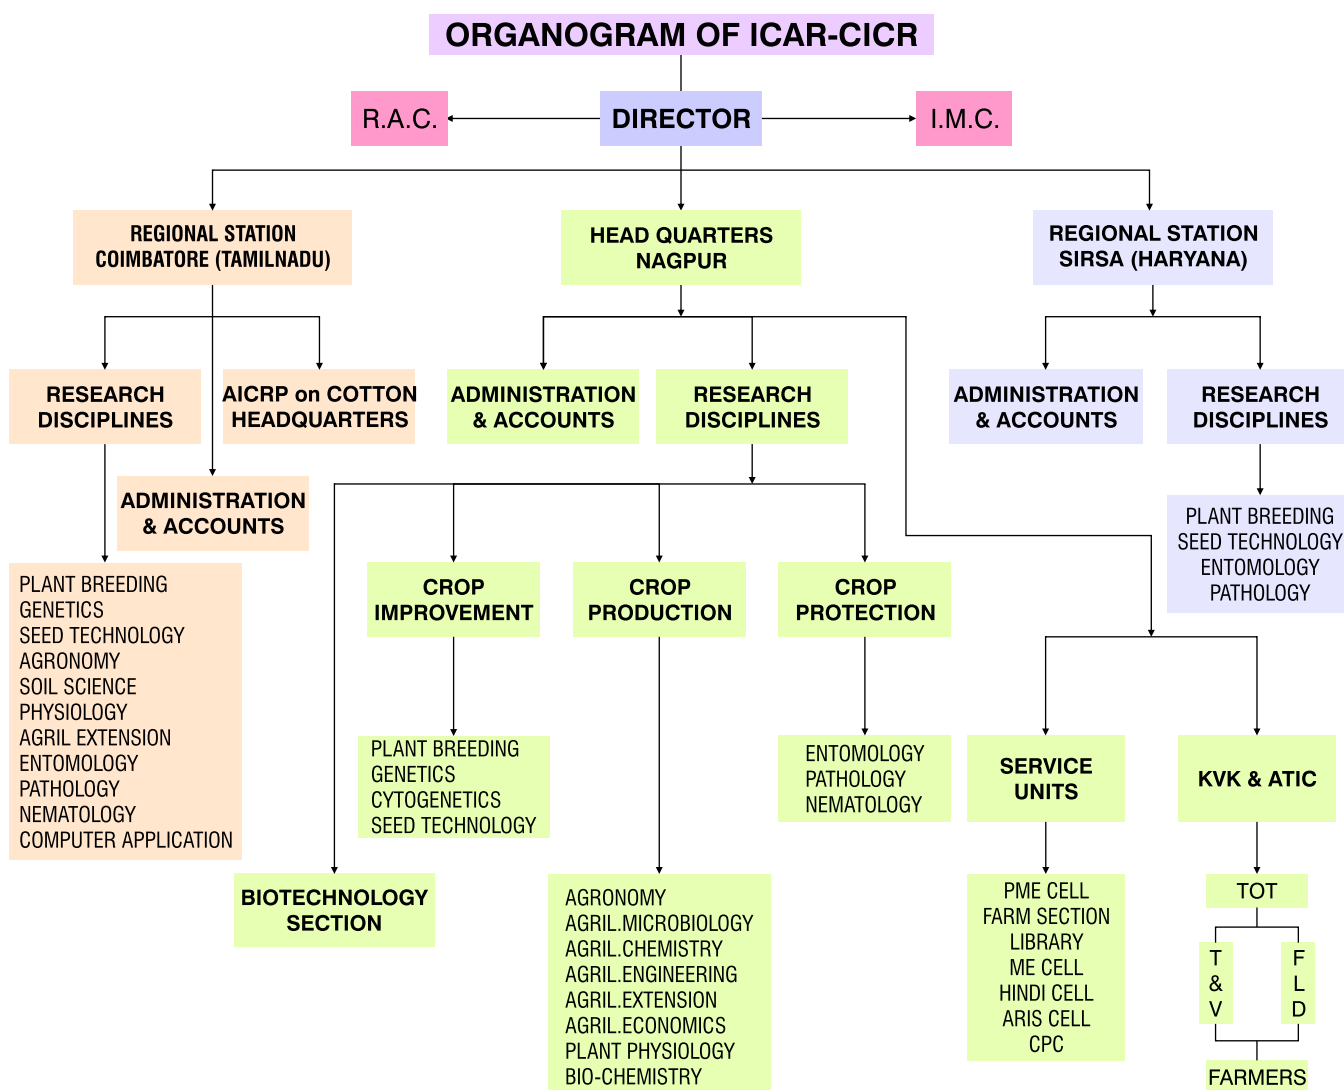 ORGANOGRAM OF ICAR-CICR
R.A.C.
DIRECTOR
I.M.C.
REGIONAL STATION
COIMBATORE (TAMILNADU)
HEAD QUARTERS
NAGPUR
REGIONAL STATION
SIRSA (HARYANA)
RESEARCH
DISCIPLINES
AICRP on COTTON
HEADQUARTERS
ADMINISTRATION
& ACCOUNTS
RESEARCH
DISCIPLINES
ADMINISTRATION
& ACCOUNTS
RESEARCH
DISCIPLINES
ADMINISTRATION
& ACCOUNTS
PLANT BREEDING
SEED TECHNOLOGY
ENTOMOLOGY
PATHOLOGY
PLANT BREEDING
GENETICS
SEED TECHNOLOGY
AGRONOMY
SOIL SCIENCE
PHYSIOLOGY
AGRIL EXTENSION
ENTOMOLOGY
PATHOLOGY
NEMATOLOGY
COMPUTER APPLICATION
CROP
IMPROVEMENT
CROP
PRODUCTION
CROP
PROTECTION
PLANT BREEDING
GENETICS
CYTOGENETICS
SEED TECHNOLOGY
ENTOMOLOGY
PATHOLOGY
NEMATOLOGY
SERVICE
UNITS
KVK & ATIC
BIOTECHNOLOGY
SECTION
AGRONOMY
AGRIL.MICROBIOLOGY
AGRIL.CHEMISTRY
AGRIL.ENGINEERING
AGRIL.EXTENSION
AGRIL.ECONOMICS
PLANT PHYSIOLOGY
BIO-CHEMISTRY
PME CELL
FARM SECTION
LIBRARY
ME CELL
HINDI CELL
ARIS CELL
CPC
TOT
T
&
V
F
L
D
FARMERS